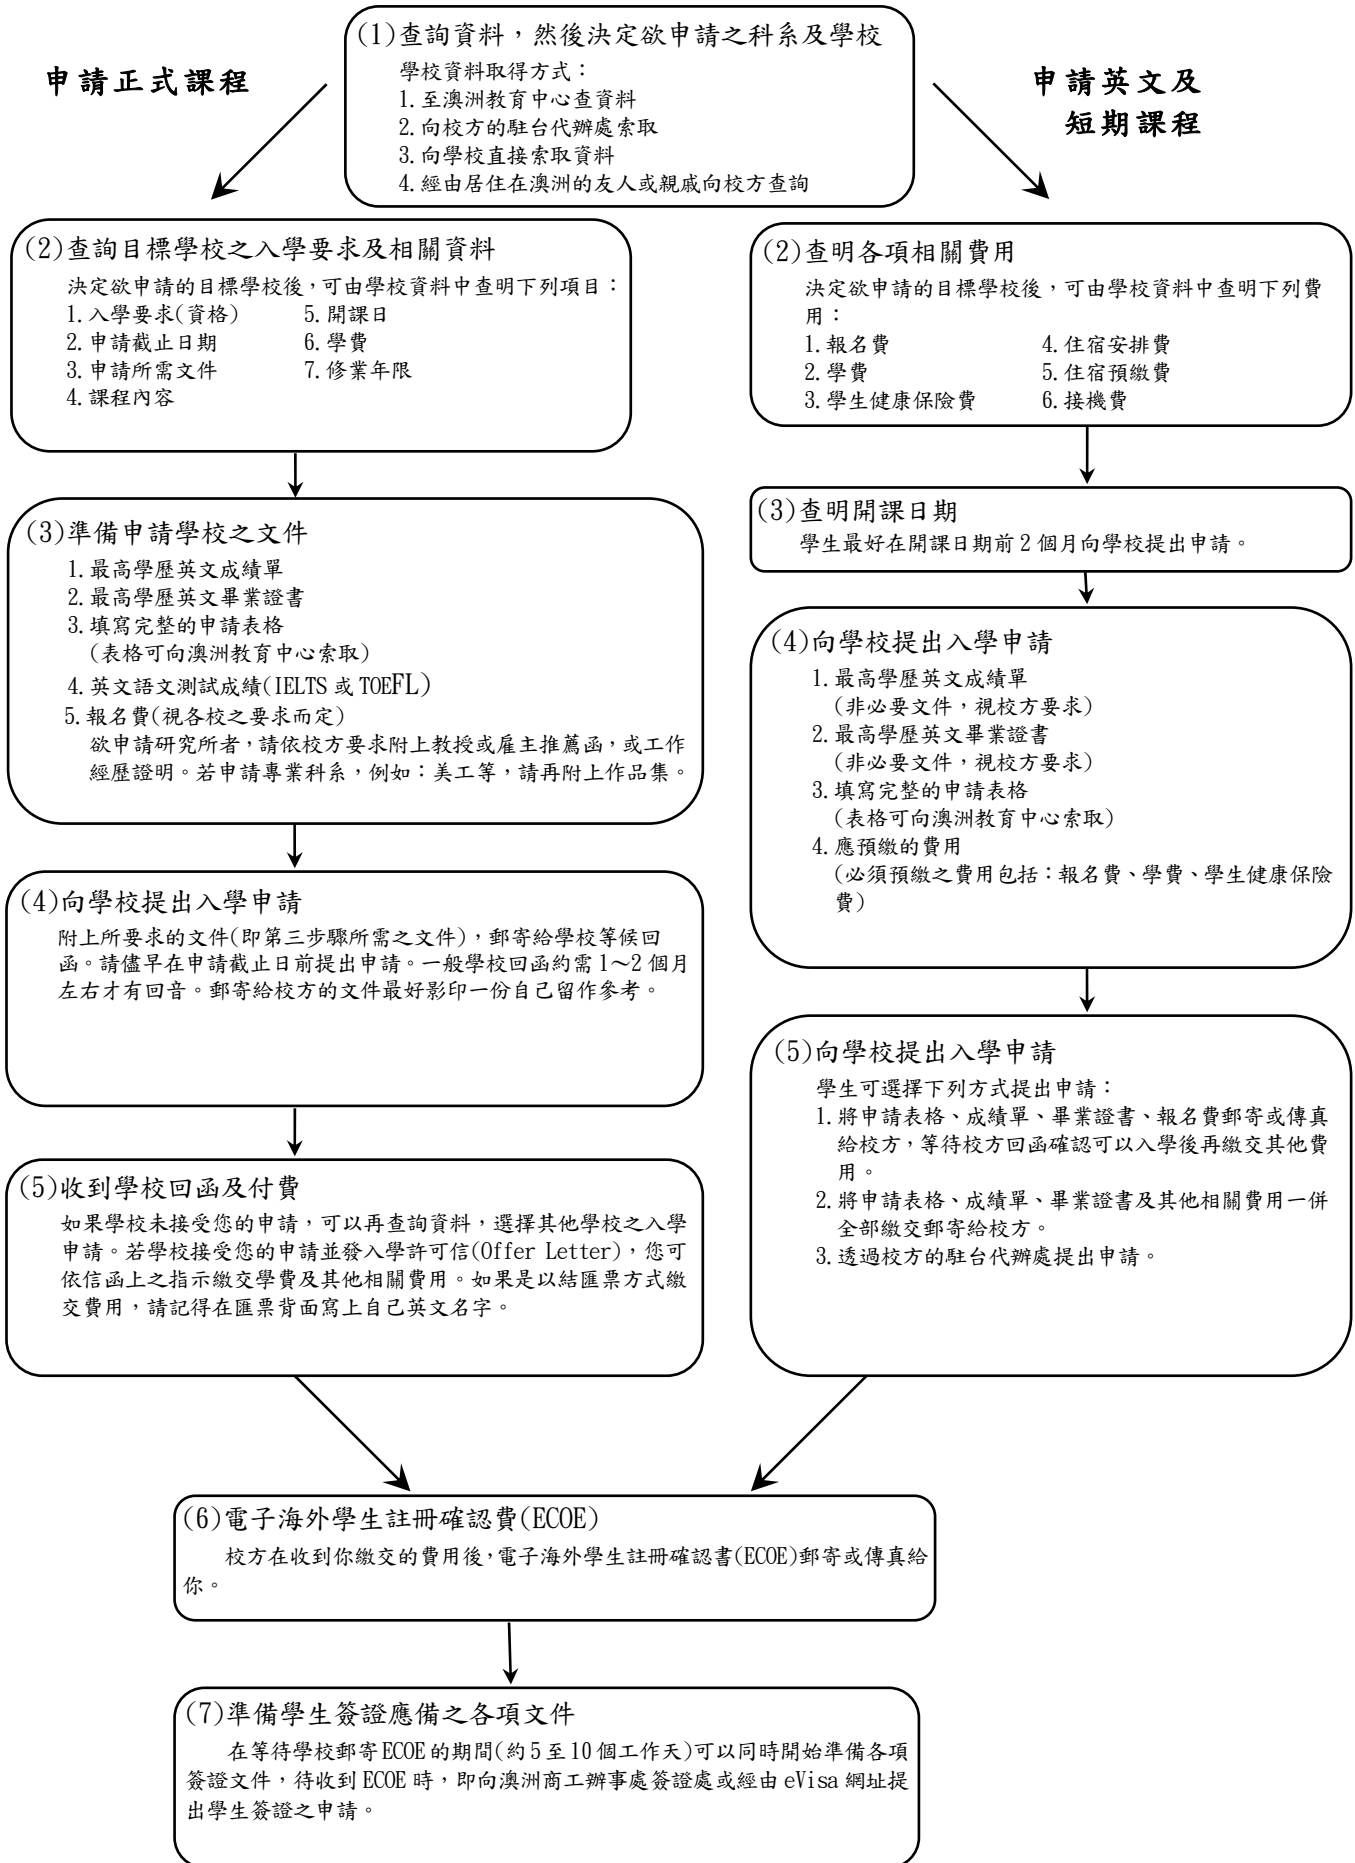 (1)查詢資料，然後決定欲申請之科系及學校
學校資料取得方式：
1.至澳洲教育中心查資料
2.向校方的駐台代辦處索取
3.向學校直接索取資料
4.經由居住在澳洲的友人或親戚向校方查詢
申請正式課程
申請英文及
短期課程
(2)查詢目標學校之入學要求及相關資料
決定欲申請的目標學校後，可由學校資料中查明下列項目：
1.入學要求(資格) 5.開課日
2.申請截止日期 6.學費
3.申請所需文件 7.修業年限
4.課程內容
(3)準備申請學校之文件
1.最高學歷英文成績單
2.最高學歷英文畢業證書
3.填寫完整的申請表格
(表格可向澳洲教育中心索取)
4.英文語文測試成績(IELTS 或 TOEFL)
5.報名費(視各校之要求而定)
欲申請研究所者，請依校方要求附上教授或雇主推薦函，或工作
經歷證明。若申請專業科系，例如：美工等，請再附上作品集。
(4)向學校提出入學申請
附上所要求的文件(即第三步驟所需之文件)，郵寄給學校等候回
函。請儘早在申請截止日前提出申請。一般學校回函約需 1～2 個月
左右才有回音。郵寄給校方的文件最好影印一份自己留作參考。
(5)收到學校回函及付費
如果學校未接受您的申請，可以再查詢資料，選擇其他學校之入學
申請。若學校接受您的申請並發入學許可信(Offer Letter)，您可
依信函上之指示繳交學費及其他相關費用。如果是以結匯票方式繳
交費用，請記得在匯票背面寫上自己英文名字。
(2)查明各項相關費用
決定欲申請的目標學校後，可由學校資料中查明下列費
用：
1.報名費 4.住宿安排費
2.學費 5.住宿預繳費
3.學生健康保險費 6.接機費
(3)查明開課日期
學生最好在開課日期前 2 個月向學校提出申請。
(4)向學校提出入學申請
1.最高學歷英文成績單
(非必要文件，視校方要求)
2.最高學歷英文畢業證書
(非必要文件，視校方要求)
3.填寫完整的申請表格
(表格可向澳洲教育中心索取)
4.應預繳的費用
(必須預繳之費用包括：報名費、學費、學生健康保險
費)
(5)向學校提出入學申請
學生可選擇下列方式提出申請：
1.將申請表格、成績單、畢業證書、報名費郵寄或傳真
給校方，等待校方回函確認可以入學後再繳交其他費
用。
2.將申請表格、成績單、畢業證書及其他相關費用一併
全部繳交郵寄給校方。
3.透過校方的駐台代辦處提出申請。
(6)電子海外學生註冊確認費(ECOE)
校方在收到你繳交的費用後，電子海外學生註冊確認書(ECOE)郵寄或傳真給
你。
(7)準備學生簽證應備之各項文件
在等待學校郵寄 ECOE 的期間(約 5 至 10 個工作天)可以同時開始準備各項
簽證文件，待收到 ECOE 時，即向澳洲商工辦事處簽證處或經由 eVisa 網址提
出學生簽證之申請。